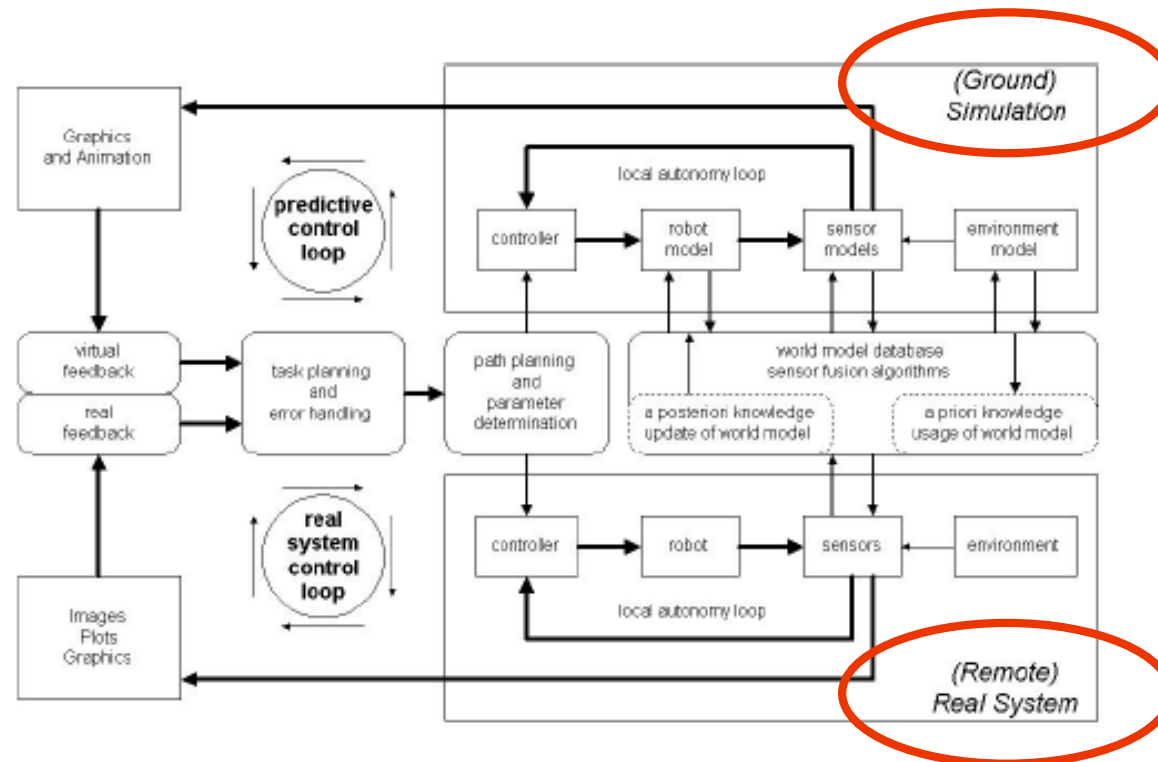 (Ground)
Simulation
Graphics
and Animation
local autonomy loop
predictive
control
loop
controller
robot
model
sensor
models
environment
model
virtual
feedback
real
feedback
task planning
and
error handling
path planning
and
parameter
determination
world model database
sensor fusion algorithms
a posteriori knowledge
update of world model
a priori knowledge
usage of world model
real
system
control
loop
controller
robot
sensors
environment
local autonomy loop
Images
Plots
Graphics
(Remote)
Real System